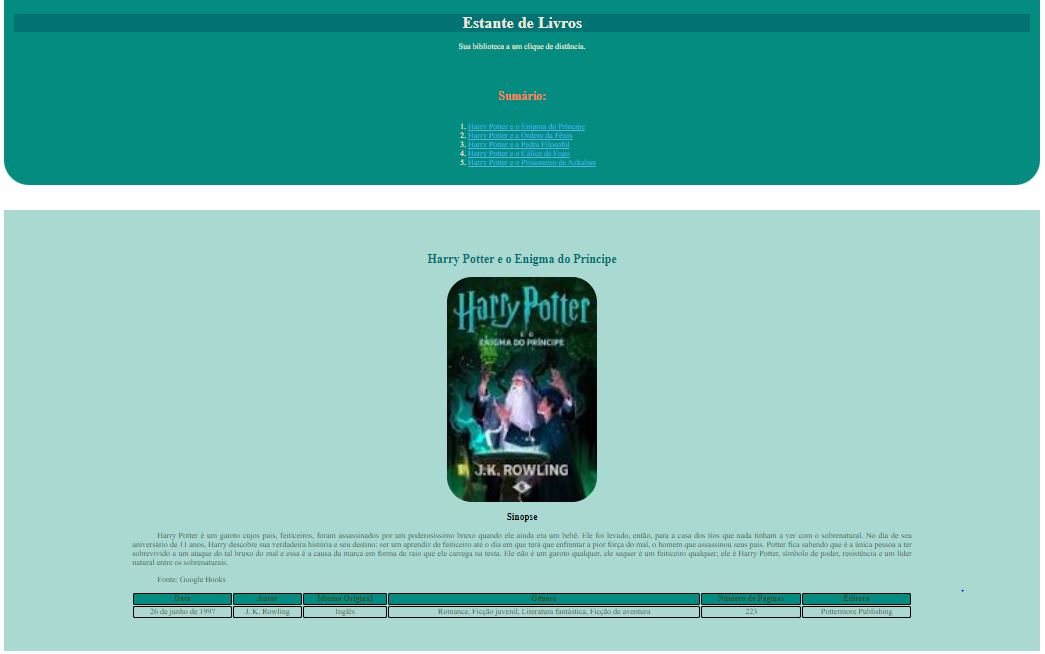 Estante de Livros
Sua biblioteca a um clique de distância.
Sumário:
1. Harry Potter e o Enigma do Príncipe
2. Harry Potter e a Ordem da Fênix
3. Harry Potter e a Pedra Filosofal
4. Harry Potter e o Cálice de Fogo
5. Harry Potter e o Prisioneiro de Azkaban
Harry Potter e o Enigma do Príncipe
Harry Potter
E O
ENIGMA DO PRÍNCIPE
J.K. ROWLING
Sinopse
Harry Potter é um garoto cujos pais, feiticeiros, foram assassinados por um poderosíssimo bruxo quando ele ainda era um bebê. Ele foi levado, então, para a casa dos tios que nada tinham a ver com o sobrenatural. No dia de seu
aniversário de 11 anos, Harry descobre sua verdadeira história e seu destino: ser um aprendiz de feiticeiro até o dia em que terá que enfrentar a pior força do mal, o homem que assassinou seus pais. Potter fica sabendo que é a única pessoa a ter
sobrevivido a um ataque do tal bruxo do mal e essa é a causa da marca em forma de raio que ele carrega na testa. Ele não é um garoto qualquer, ele sequer é um feiticeiro qualquer; ele é Harry Potter, símbolo de poder, resistência e um líder
natural entre os sobrenaturais.
Fonte: Google Books
Data Autor Idioma Original Gênero Número de Páginas Editora
26 de junho de 1997 J. K. Rowling Inglês Romance, Ficção juvenil, Literatura fantástica, Ficção de aventura 223 Pottermore Publishing